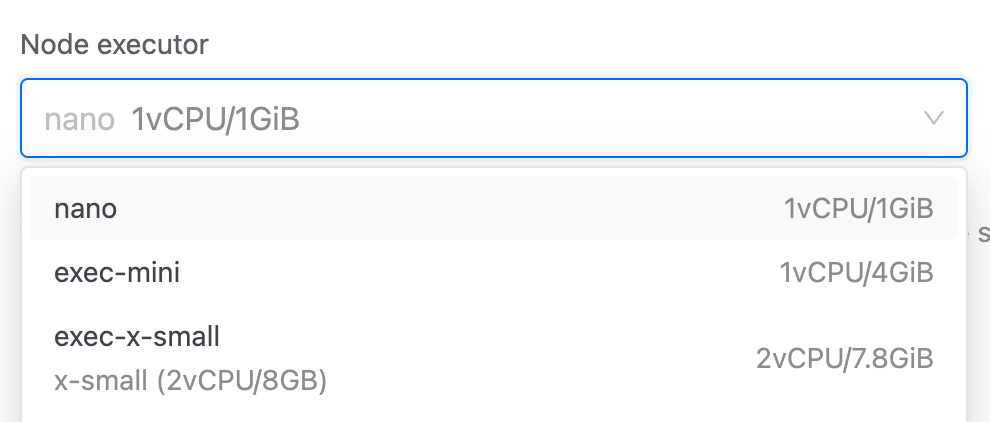 Node executor
nano 1vCPU/1GiB
nano 1vCPU/1GiB
exec-mini 1vCPU/4GiB
exec-x-small
x-small (2vCPU/8GB) 2vCPU/7.8GiB